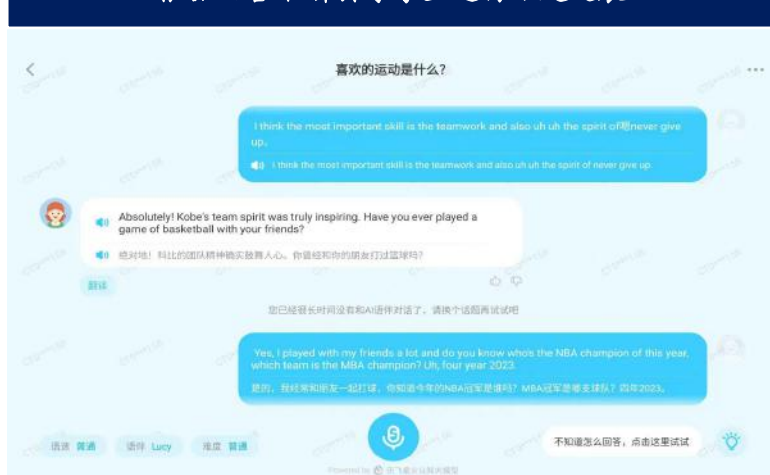 喜欢的运动是什么?
I think the most important skill is the teamwork and also uh uh the spirit of嗯never give
up.
I think the most important skill is the teamwork and also uh uh the spirit of never give up.
Absolutely! Kobe's team spirit was truly inspiring. Have you ever played a
game of basketball with your friends?
绝对地!科比的团队精神确实鼓舞人心。你曾经和你的朋友打过篮球吗?
翻译
您已经很长时间没有和AI语伴对话了,请换个话题再试试吧
Yes, I played with my friends a lot and do you know who's the NBA champion of this year,
which team is the MBA champion? Uh, four year 2023.
是的,我经常和朋友一起打球,你知道今年的NBA冠军是谁吗?MBA冠军是哪支球队?四年2023。
语速 普通 语伴 Lucy 难度 普通
不知道怎么回答,点击这里试试
Powered by